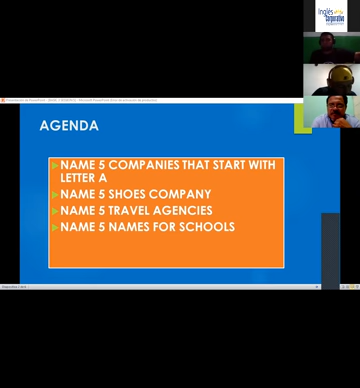 Inglés
corporativo
AGENDA
NAME 5 COMPANIES THAT START WITH
LETTER A
NAME 5 SHOES COMPANY
NAME 5 TRAVEL AGENCIES
NAME 5 NAMES FOR SCHOOLS